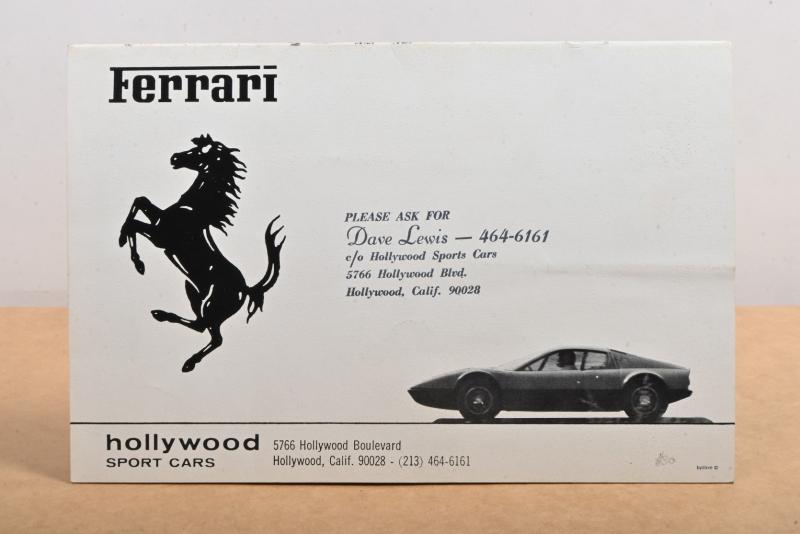 Ferrari
PLEASE ASK FOR
Dave Lewis — 464-6161
c/o Hollywood Sports Cars
5766 Hollywood Blvd.
Hollywood, Calif. 90028
hollywood
SPORT CARS
5766 Hollywood Boulevard
Hollywood, Calif. 90028 - (213) 464-6161